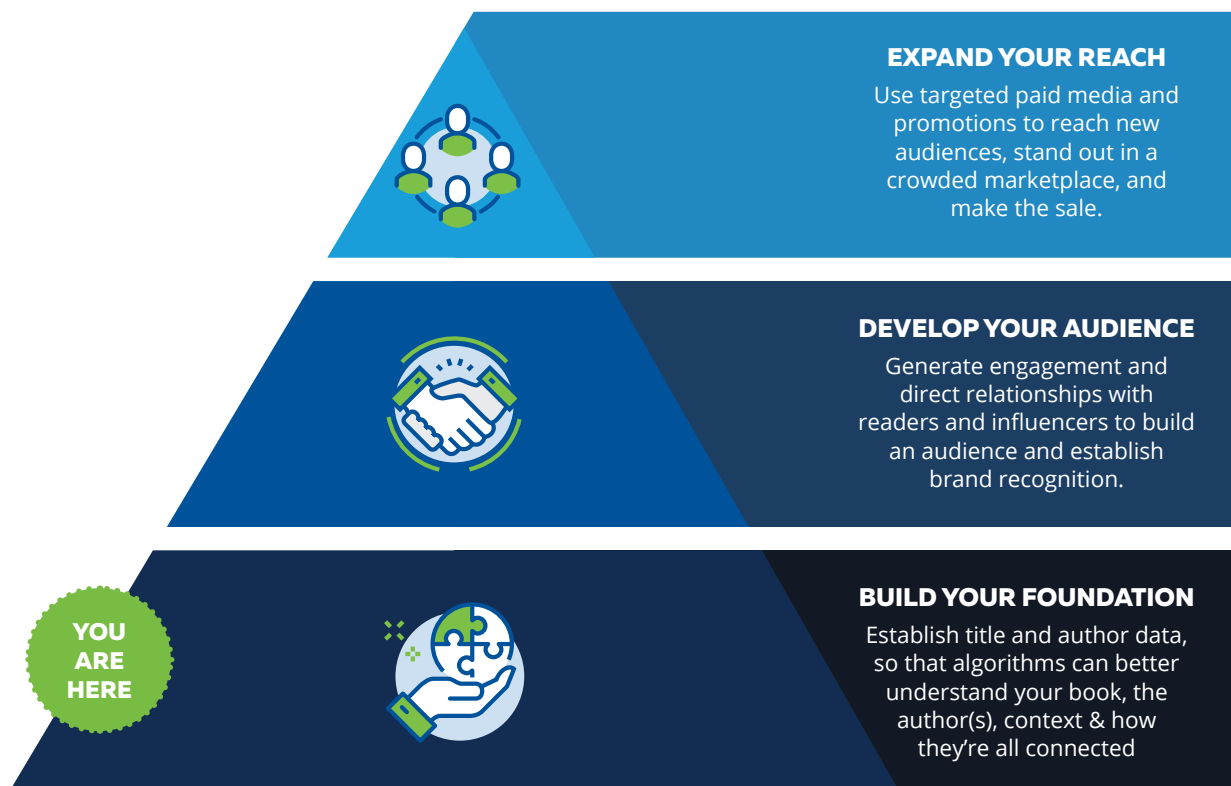 EXPAND YOUR REACH
Use targeted paid media and
promotions to reach new
audiences, stand out in a
crowded marketplace, and
make the sale.
DEVELOP YOUR AUDIENCE
Generate engagement and
direct relationships with
readers and influencers to build
an audience and establish
brand recognition.
YOU
ARE
HERE
BUILD YOUR FOUNDATION
Establish title and author data,
so that algorithms can better
understand your book, the
author(s), context & how
they’re all connected